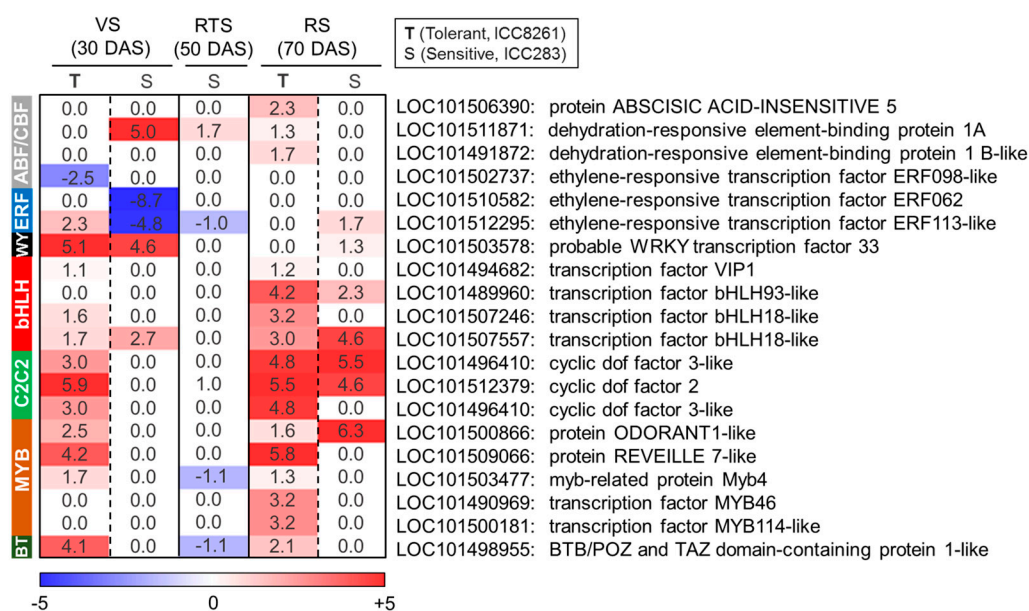 VS RTS RS
(30 DAS) (50 DAS) (70 DAS)
T (Tolerant, ICC8261)
S (Sensitive, ICC283)
T S S T S
ABF/CBF
0.0 0.0 0.0 2.3 0.0 LOC101506390: protein ABSCISIC ACID-INSENSITIVE 5
0.0 5.0 1.7 1.3 0.0 LOC101511871: dehydration-responsive element-binding protein 1A
0.0 0.0 0.0 1.7 0.0 LOC101491872: dehydration-responsive element-binding protein 1 B-like
-2.5 0.0 0.0 0.0 0.0 LOC101502737: ethylene-responsive transcription factor ERF098-like
ERF
0.0 -8.7 0.0 0.0 0.0 LOC101510582: ethylene-responsive transcription factor ERF062
2.3 -4.8 -1.0 0.0 1.7 LOC101512295: ethylene-responsive transcription factor ERF113-like
WY
5.1 4.6 0.0 0.0 1.3 LOC101503578: probable WRKY transcription factor 33
bHLH
1.1 0.0 0.0 1.2 0.0 LOC101494682: transcription factor VIP1
0.0 0.0 0.0 4.2 2.3 LOC101489960: transcription factor bHLH93-like
1.6 0.0 0.0 3.2 0.0 LOC101507246: transcription factor bHLH18-like
1.7 2.7 0.0 3.0 4.6 LOC101507557: transcription factor bHLH18-like
C2C2
3.0 0.0 0.0 4.8 5.5 LOC101496410: cyclic dof factor 3-like
5.9 0.0 1.0 5.5 4.6 LOC101512379: cyclic dof factor 2
3.0 0.0 0.0 4.8 0.0 LOC101496410: cyclic dof factor 3-like
MYB
2.5 0.0 0.0 1.6 6.3 LOC101500866: protein ODORANT1-like
4.2 0.0 0.0 5.8 0.0 LOC101509066: protein REVEILLE 7-like
1.7 0.0 -1.1 1.3 0.0 LOC101503477: myb-related protein Myb4
0.0 0.0 0.0 3.2 0.0 LOC101490969: transcription factor MYB46
0.0 0.0 0.0 3.2 0.0 LOC101500181: transcription factor MYB114-like
BT
4.1 0.0 -1.1 2.1 0.0 LOC101498955: BTB/POZ and TAZ domain-containing protein 1-like
-5 0 +5